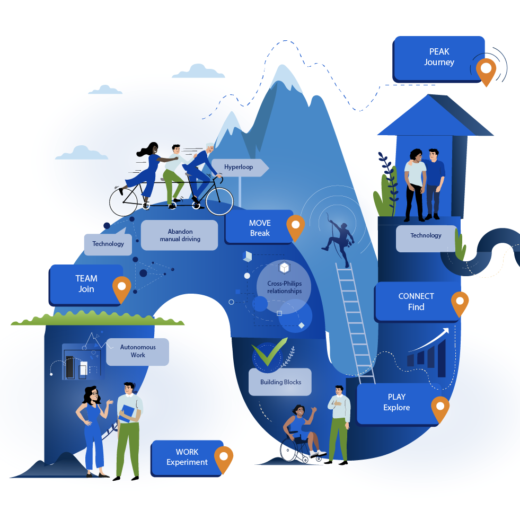 PEAK
Journey
Hyperloop
Abandon
manual driving
MOVE
Break
Technology
Technology
TEAM
Join
Cross-Philips
relationships
CONNECT
Find
Autonomous
Work
Building Blocks
PLAY
Explore
WORK
Experiment